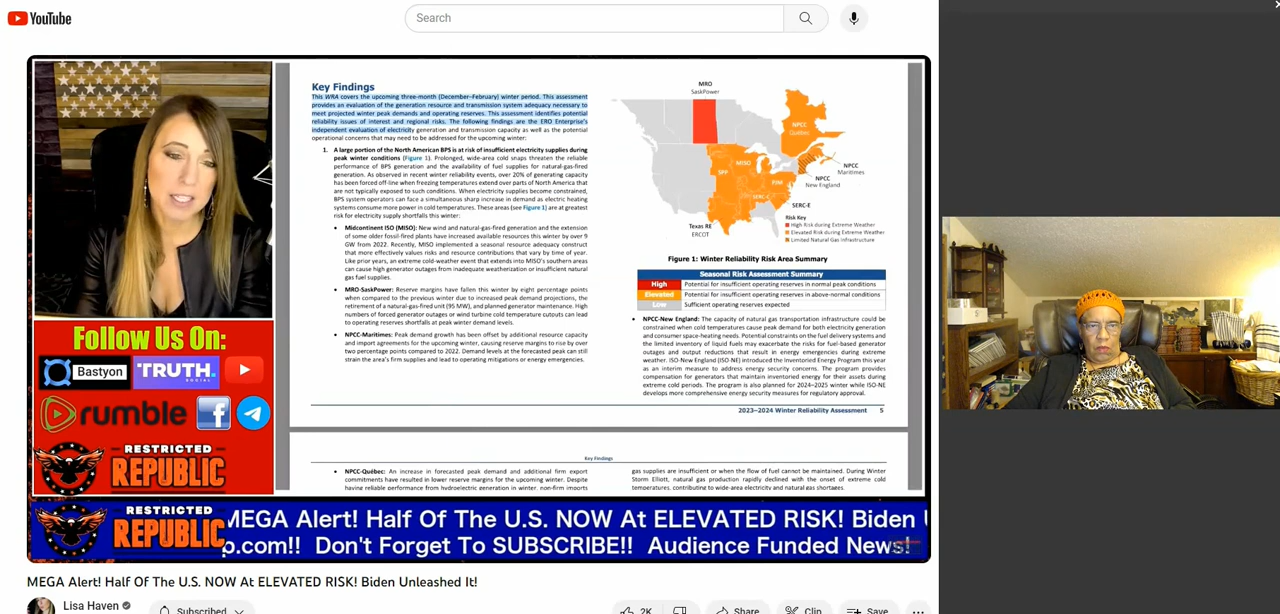 YouTube
Search
Key Findings
This WRA covers the upcoming three-month (December–February) winter period. This assessment
provides an evaluation of the generation resource and transmission system adequacy necessary to
meet projected winter peak demands and operating reserves. This assessment identifies potential
reliability issues of interest and regional risks. The following findings are the ERO Enterprise's
independent evaluation of electricity generation and transmission capacity as well as the potential
operational concerns that may need to be addressed for the upcoming winter:
1. A large portion of the North American BPS is at risk of insufficient electricity supplies during
peak winter conditions (Figure 1). Prolonged, wide-area cold snaps threaten the reliable
performance of BPS generation and the availability of fuel supplies for natural-gas-fired
generation. As observed in recent winter reliability events, over 20% of generating capacity
has been forced off-line when freezing temperatures extend over parts of North America that
are not typically exposed to such conditions. When electricity supplies become constrained,
BPS system operators can face a simultaneous sharp increase in demand as electric heating
systems consume more power in cold temperatures. These areas (see Figure 1) are at greatest
risk for electricity supply shortfalls this winter:
• Midcontinent ISO (MISO): New wind and natural-gas-fired generation and the extension
of some older fossil-fired plants have increased available resources this winter by over 9
GW from 2022. Recently, MISO implemented a seasonal resource adequacy construct
that more effectively values risks and resource contributions that vary by time of year.
Like prior years, an extreme cold-weather event that extends into MISO's southern areas
can cause high generator outages from inadequate weatherization or insufficient natural
gas fuel supplies.
• MRO-SaskPower: Reserve margins have fallen this winter by eight percentage points
when compared to the previous winter due to increased peak demand projections, the
retirement of a natural-gas-fired unit (95 MW), and planned generator maintenance. High
numbers of forced generator outages or wind turbine cold temperature cutouts can lead
to operating reserve shortfalls at peak winter demand levels.
• NPCC-Maritimes: Peak demand growth has been offset by additional resource capacity
and import agreements for the upcoming winter, causing reserve margins to rise by over
two percentage points compared to 2022. Demand levels at the forecasted peak can still
strain the area's firm supplies and lead to operating mitigations or energy emergencies.
MRO
SaskPower
NPCC
Québec
NPCC
Maritimes
NPCC
New England
MISO
SPP
PJM
SERC-E
SERC-E
Texas RE
ERCOT
Risk Key
High Risk during Extreme Weather
Elevated Risk during Extreme Weather
Limited Natural Gas Infrastructure
Figure 1: Winter Reliability Risk Area Summary
Seasonal Risk Assessment Summary
High Potential for insufficient operating reserves in normal peak conditions
Elevated Potential for insufficient operating reserves in above-normal conditions
Low Sufficient operating reserves expected
• NPCC-New England: The capacity of natural gas transportation infrastructure could be
constrained when cold temperatures cause peak demand for both electricity generation
and consumer space-heating needs. Potential constraints on the fuel delivery systems and
the limited inventory of liquid fuels may exacerbate the risks for fuel-based generator
outages and output reductions that result in energy emergencies during extreme
weather. ISO-New England (ISO-NE) introduced the Inventoried Energy Program this year
as an interim measure to address energy security concerns. The program provides
compensation for generators that maintain inventoried energy for their assets during
extreme cold periods. The program is also planned for 2024–2025 winter while ISO-NE
develops more comprehensive energy security measures for regulatory approval.
2023–2024 Winter Reliability Assessment 5
Key Findings
• NPCC-Québec: An increase in forecasted peak demand and additional firm export
commitments have resulted in lower reserve margins for the upcoming winter. Despite
having reliable performance from hydroelectric generation in winter, non-firm imports
gas supplies are insufficient or when the flow of fuel cannot be maintained. During Winter
Storm Elliott, natural gas production rapidly declined with the onset of extreme cold
temperatures, contributing to wide-area electricity and natural gas shortages
Follow Us On:
Bastyon
TRUTH.
SOCIAL
rumble
RESTRICTED
REPUBLIC
RESTRICTED
REPUBLIC
MEGA Alert! Half Of The U.S. NOW At ELEVATED RISK! Biden
p.com!! Don't Forget To SUBSCRIBE!! Audience Funded News!
MEGA Alert! Half Of The U.S. NOW At ELEVATED RISK! Biden Unleashed It!
Lisa Haven
Subscribed
2K
Share
Clip
Save